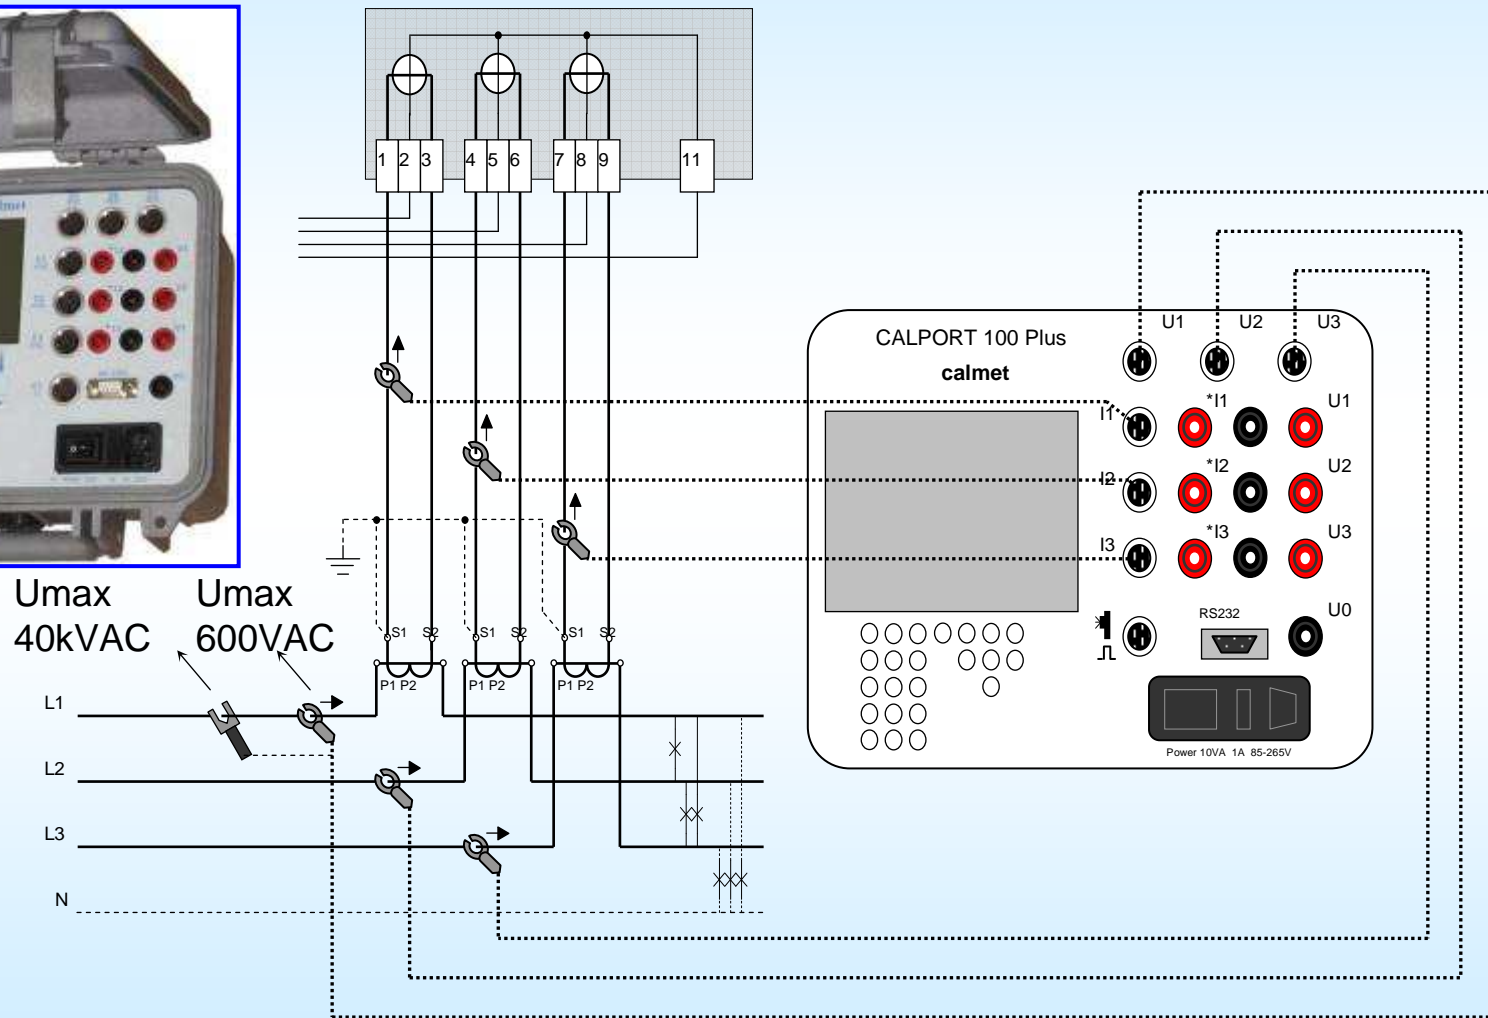 1 2 3 4 5 6 7 8 9 11
U1 U2 U3
CALPORT 100 Plus
calmet
I1 *I1 U1
I2 *I2 U2
I3 *I3 U3
RS232 U0
Power 10VA 1A 85-265V
Umax
40kVAC
Umax
600VAC
S1 S2 S1 S2 S1 S2
P1 P2 P1 P2 P1 P2
L1
L2
L3
N